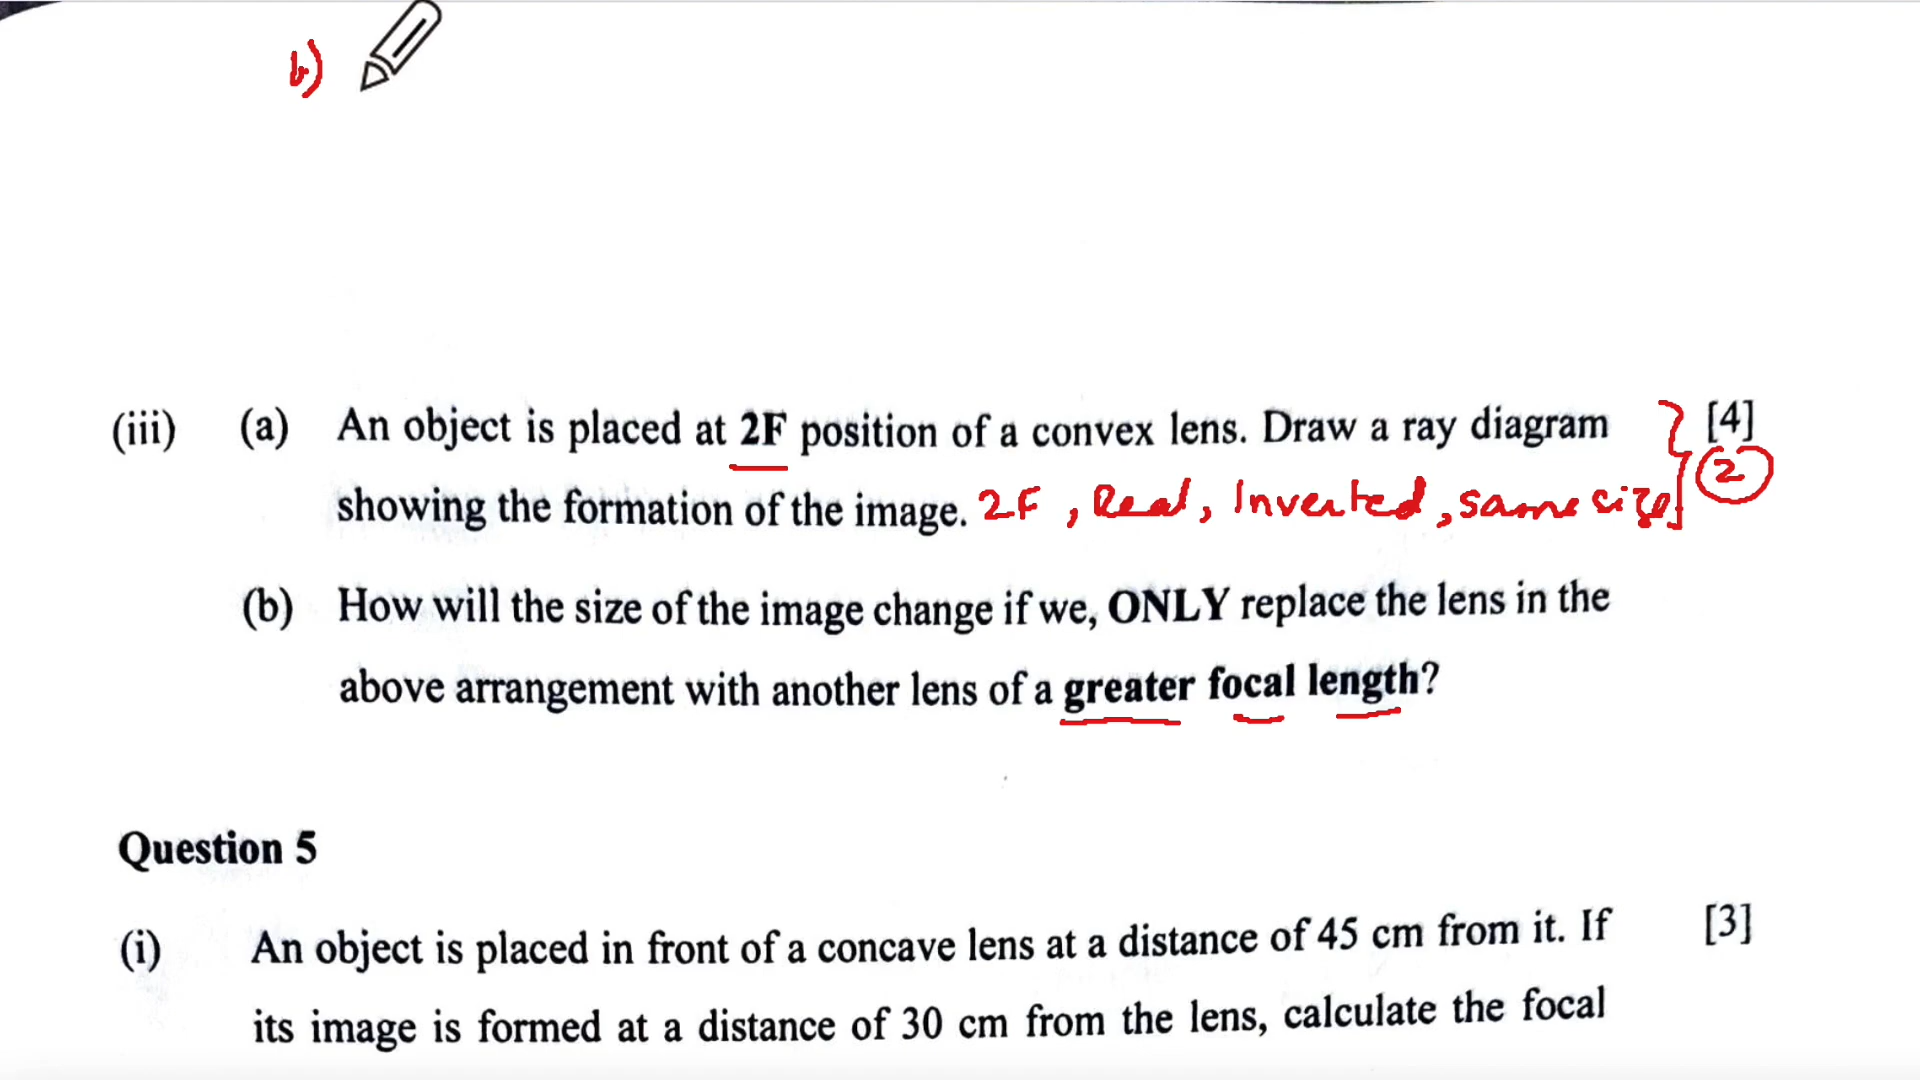 b)
(iii) (a) An object is placed at 2F position of a convex lens. Draw a ray diagram [4]
showing the formation of the image. 2F, Real, Inverted, same size] 2
(b) How will the size of the image change if we, ONLY replace the lens in the
above arrangement with another lens of a greater focal length?
Question 5
(i) An object is placed in front of a concave lens at a distance of 45 cm from it. If [3]
its image is formed at a distance of 30 cm from the lens, calculate the focal